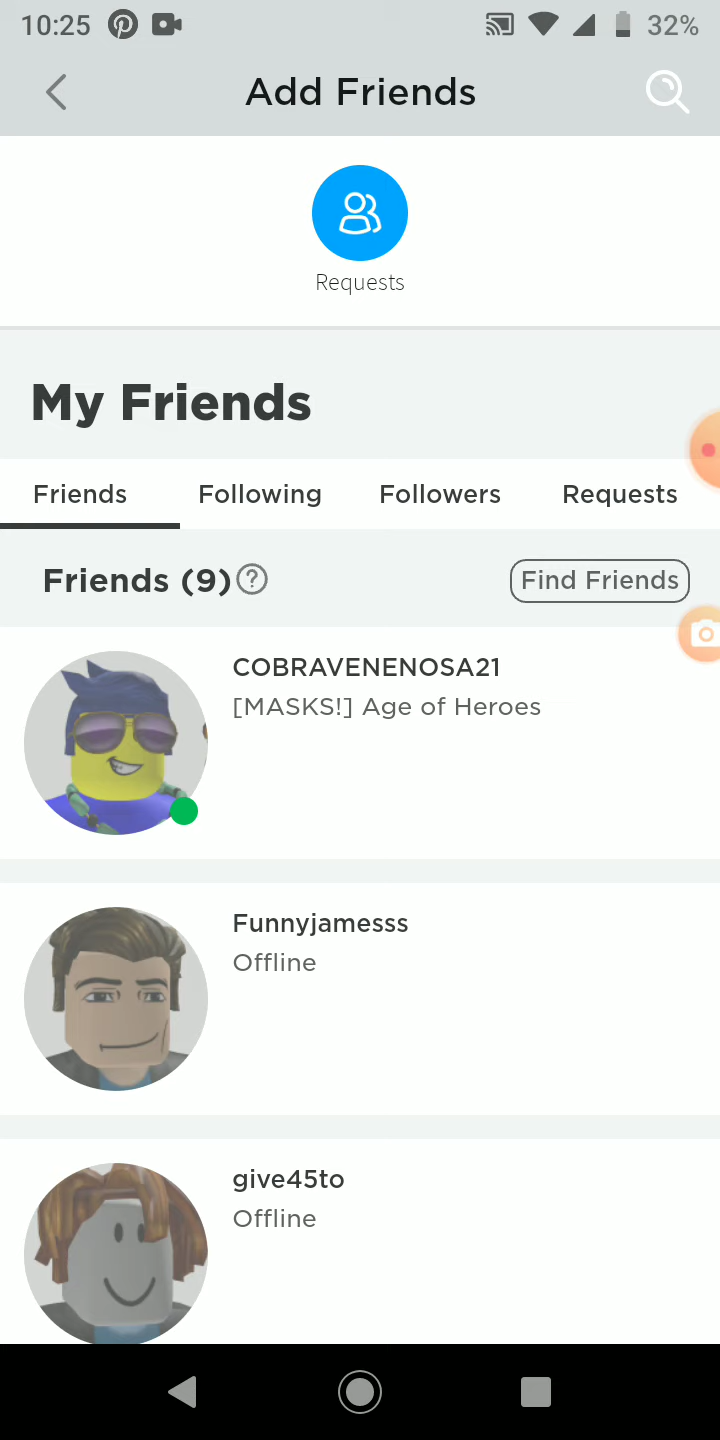 10:25
32%
Add Friends
Requests
My Friends
Friends Following Followers Requests
Friends (9)
Find Friends
COBRAVENENOSA21
[MASKS!] Age of Heroes
Funnyjamesss
Offline
give45to
Offline